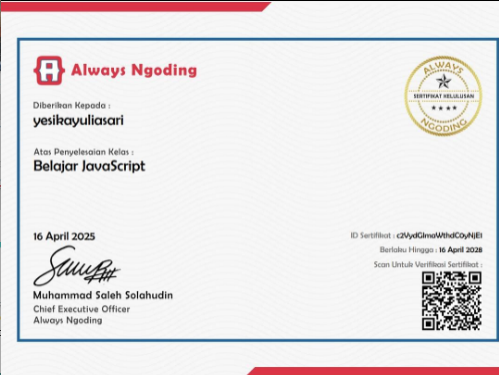 Always Ngoding
Diberikan Kepada :
yesikayuliasari
Atas Penyelesaian Kelas :
Belajar JavaScript
ALWAYS
SERTIFIKAT KELULUSAN
NGODING
16 April 2025
ID Sertifikat :
Berlaku Hingga : 16 April 2028
Scan Untuk Verifikasi Sertifikat :
Muhammad Saleh Solahudin
Chief Executive Officer
Always Ngoding